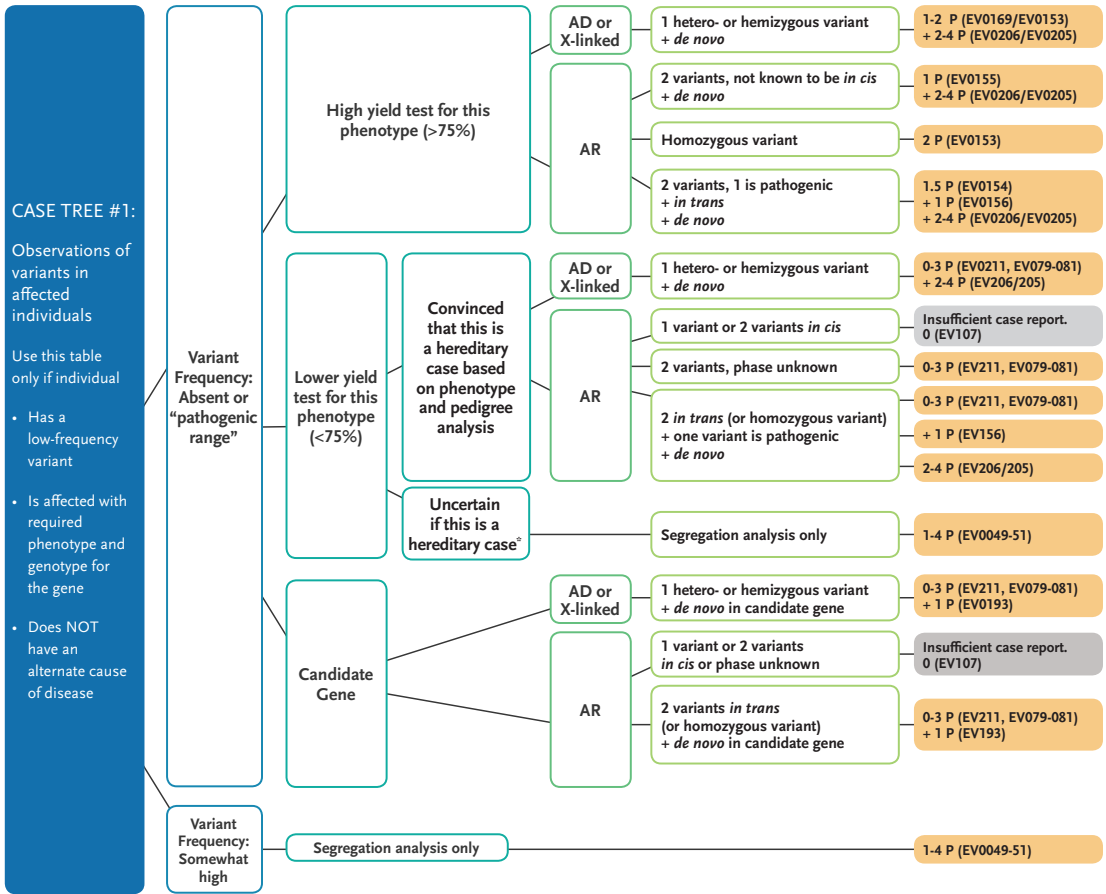 CASE TREE #1:
Observations of
variants in
affected
individuals
Use this table
only if individual
• Has a
low-frequency
variant
• Is affected with
required
phenotype and
genotype for
the gene
• Does NOT
have an
alternate cause
of disease
Variant
Frequency:
Absent or
“pathogenic
range”
High yield test for this
phenotype (>75%)
AD or
X-linked
1 hetero- or hemizygous variant
+ de novo
1-2 P (EV0169/EV0153)
+ 2-4 P (EV0206/EV0205)
AR
2 variants, not known to be in cis
+ de novo
1 P (EV0155)
+ 2-4 P (EV0206/EV0205)
Homozygous variant
2 P (EV0153)
2 variants, 1 is pathogenic
+ in trans
+ de novo
1.5 P (EV0154)
+ 1 P (EV0156)
+ 2-4 P (EV0206/EV0205)
Lower yield
test for this
phenotype
(<75%)
Convinced
that this is
a hereditary
case based
on phenotype
and pedigree
analysis
AD or
X-linked
1 hetero- or hemizygous variant
+ de novo
0-3 P (EV0211, EV079-081)
+ 2-4 P (EV206/205)
AR
1 variant or 2 variants in cis
Insufficient case report.
0 (EV107)
2 variants, phase unknown
0-3 P (EV211, EV079-081)
2 in trans (or homozygous variant)
+ one variant is pathogenic
+ de novo
0-3 P (EV211, EV079-081)
+ 1 P (EV156)
2-4 P (EV206/205)
Uncertain
if this is a
hereditary case*
Segregation analysis only
1-4 P (EV0049-51)
Candidate
Gene
AD or
X-linked
1 hetero- or hemizygous variant
+ de novo in candidate gene
0-3 P (EV211, EV079-081)
+ 1 P (EV0193)
AR
1 variant or 2 variants
in cis or phase unknown
Insufficient case report.
0 (EV107)
2 variants in trans
(or homozygous variant)
+ de novo in candidate gene
0-3 P (EV211, EV079-081)
+ 1 P (EV193)
Variant
Frequency:
Somewhat
high
Segregation analysis only
1-4 P (EV0049-51)